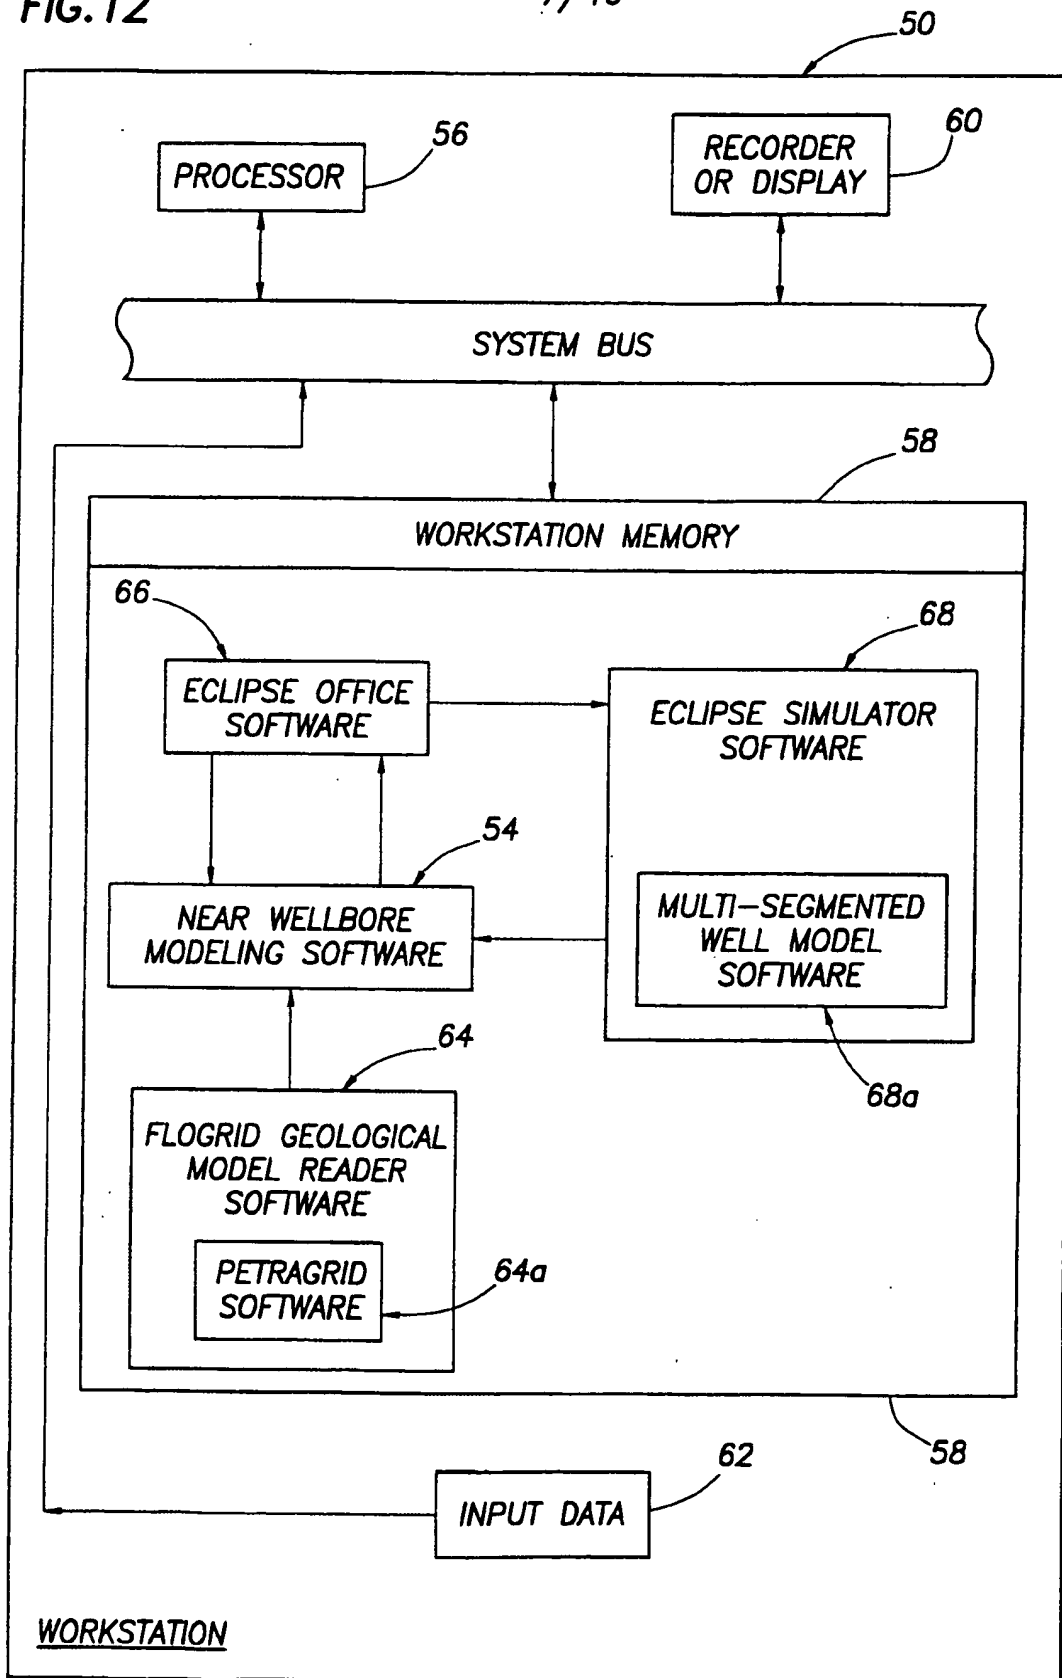 FIG. 12
50
PROCESSOR
56
RECORDER
OR DISPLAY
60
SYSTEM BUS
58
WORKSTATION MEMORY
66
ECLIPSE OFFICE
SOFTWARE
68
ECLIPSE SIMULATOR
SOFTWARE
54
NEAR WELLBORE
MODELING SOFTWARE
MULTI-SEGMENTED
WELL MODEL
SOFTWARE
68a
64
FLOGRID GEOLOGICAL
MODEL READER
SOFTWARE
PETRAGRID
SOFTWARE
64a
58
62
INPUT DATA
WORKSTATION